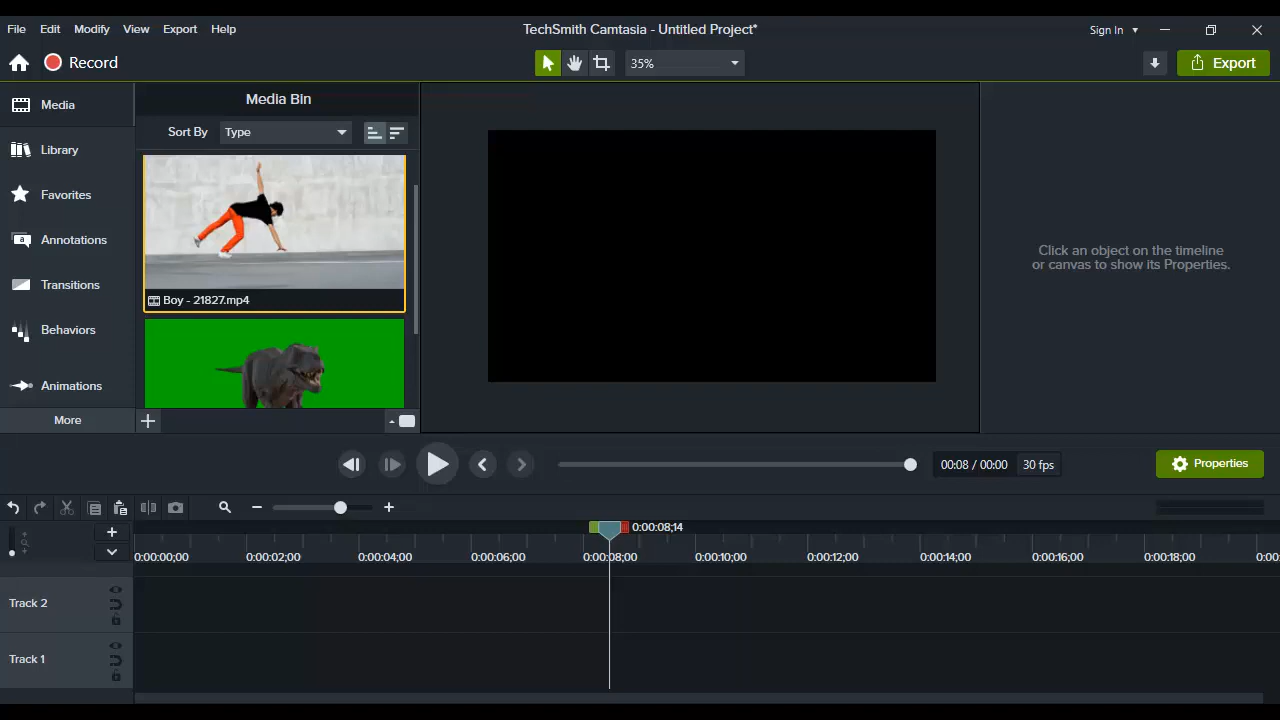 File Edit Modify View Export Help
TechSmith Camtasia - Untitled Project*
Sign In
Record
35%
Export
Media
Library
Favorites
Annotations
Transitions
Behaviors
Animations
More
Media Bin
Sort By Type
Boy - 21827.mp4
Click an object on the timeline
or canvas to show its Properties.
00:08 / 00:00 30 fps
Properties
0:00:08;14
0:00:00;00 0:00:02;00 0:00:04;00 0:00:06;00 0:00:08;00 0:00:10;00 0:00:12;00 0:00:14;00 0:00:16;00 0:00:18;00 0:00
Track 2
Track 1